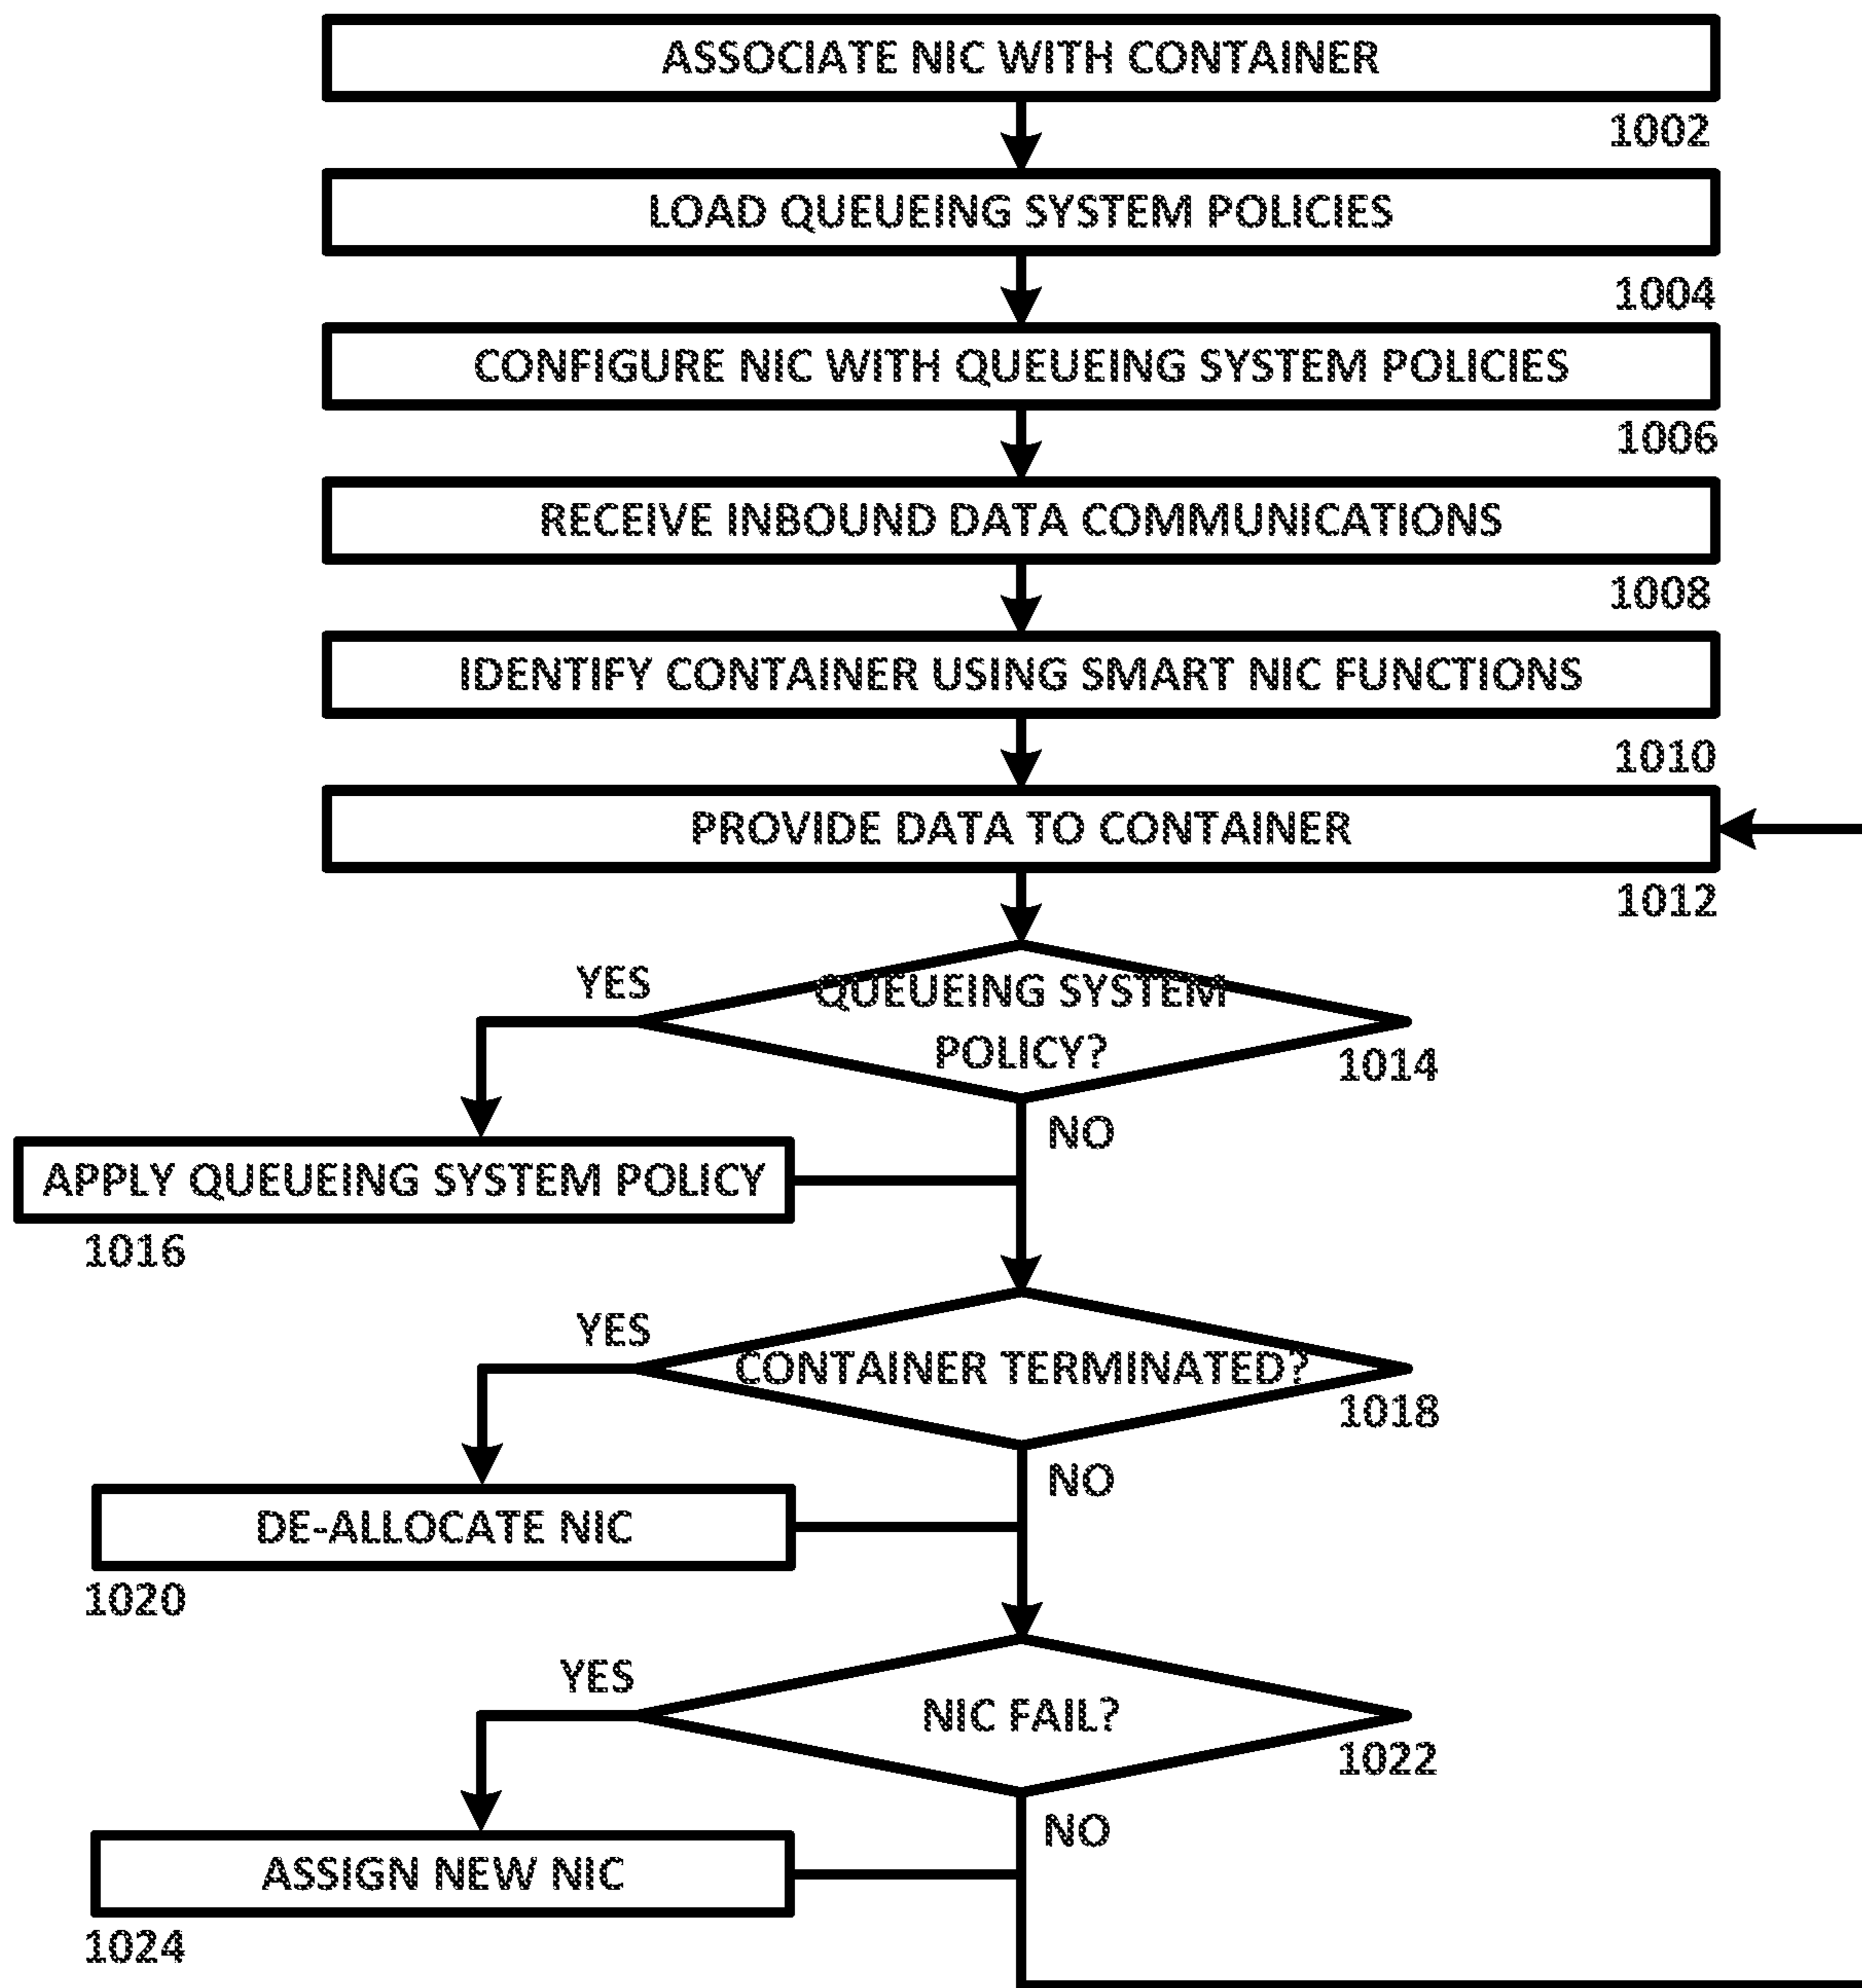 ASSOCIATE NIC WITH CONTAINER
1002
LOAD QUEUEING SYSTEM POLICIES
1004
CONFIGURE NIC WITH QUEUEING SYSTEM POLICIES
1006
RECEIVE INBOUND DATA COMMUNICATIONS
1008
IDENTIFY CONTAINER USING SMART NIC FUNCTIONS
1010
PROVIDE DATA TO CONTAINER
1012
YES
QUEUEING SYSTEM
POLICY?
1014
NO
APPLY QUEUEING SYSTEM POLICY
1016
YES
CONTAINER TERMINATED?
1018
NO
DE-ALLOCATE NIC
1020
YES
NIC FAIL?
1022
NO
ASSIGN NEW NIC
1024